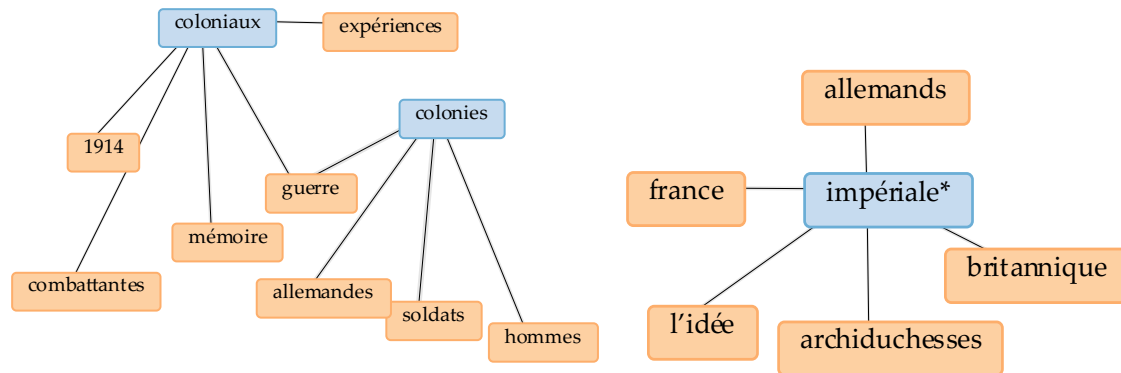 coloniaux
expériences
colonies
1914
guerre
mémoire
combattantes
allemandes
soldats
hommes
allemands
france
impériale*
britannique
l'idée
archiduchesses